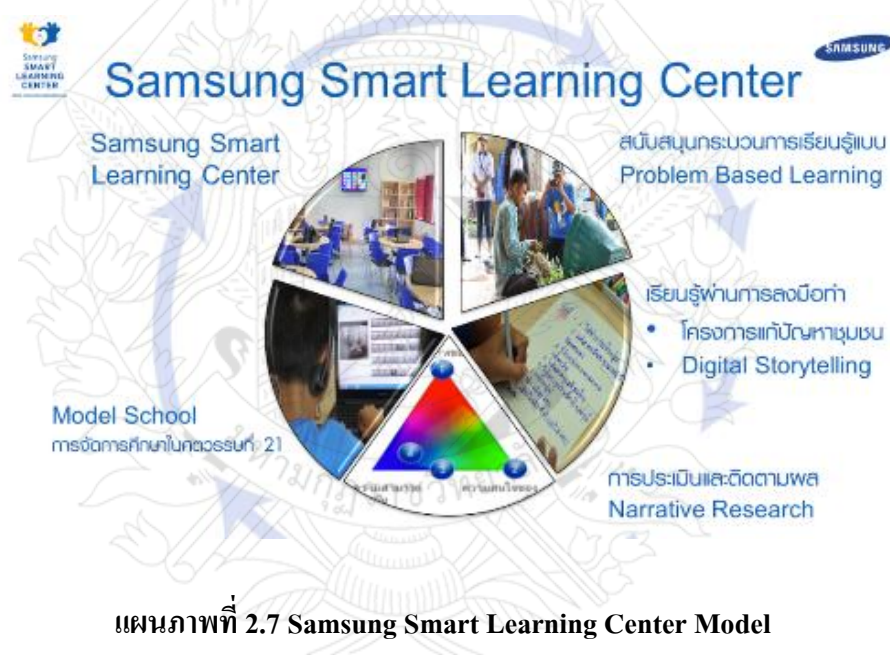 Samsung
SMART
LEARNING
CENTER
SAMSUNG
Samsung Smart Learning Center
Samsung Smart
Learning Center
สนับสนุนกระบวนการเรียนรู้แบบ
Problem Based Learning
เรียนรู้ผ่านการลงมือทำ
• โครงการแก้ปัญหาชุมชน
• Digital Storytelling
Model School
การจัดการศึกษาในศตวรรษที่ 21
การประเมินและติดตามผล
Narrative Research
1
4
3
2
แผนภาพที่ 2.7 Samsung Smart Learning Center Model